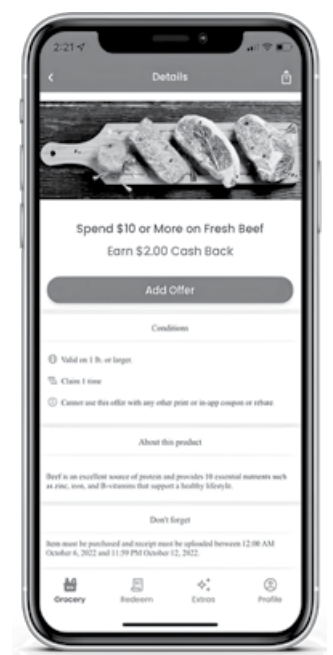 2:21
Details
Spend $10 or More on Fresh Beef
Earn $2.00 Cash Back
Add Offer
Conditions
Valid on 1 lb. or larger.
Claim 1 time
Cannot use this offer with any other print or in-app coupon or rebate.
About this product
Beef is an excellent source of protein and provides 10 essential nutrients such
as zinc, iron, and B-vitamins that support a healthy lifestyle.
Don't forget
Item must be purchased and receipt must be uploaded between 12:00 AM
October 6, 2022 and 11:59 PM October 12, 2022.
Grocery Redeem Extras Profile